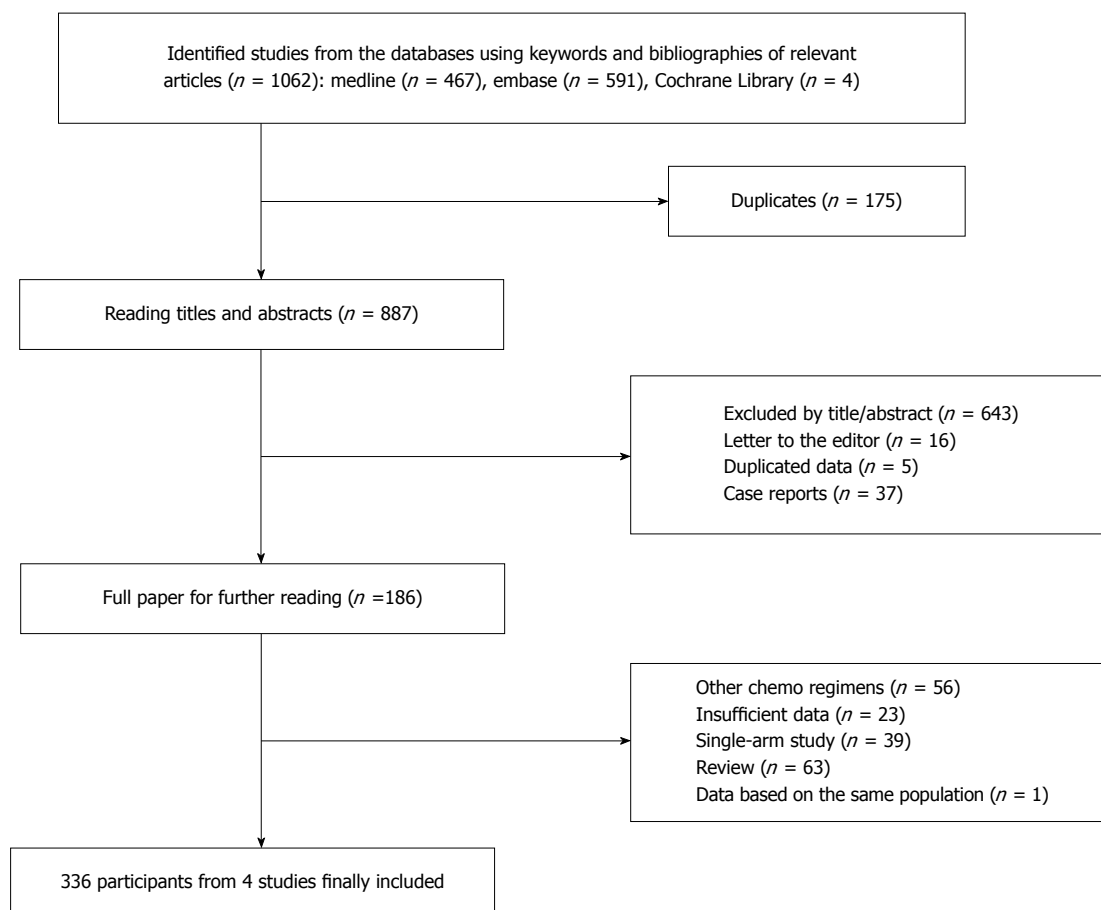 Identified studies from the databases using keywords and bibliographies of relevant
articles (n = 1062): medline (n = 467), embase (n = 591), Cochrane Library (n = 4)
Duplicates (n = 175)
Reading titles and abstracts (n = 887)
Excluded by title/abstract (n = 643)
Letter to the editor (n = 16)
Duplicated data (n = 5)
Case reports (n = 37)
Full paper for further reading (n =186)
Other chemo regimens (n = 56)
Insufficient data (n = 23)
Single-arm study (n = 39)
Review (n = 63)
Data based on the same population (n = 1)
336 participants from 4 studies finally included